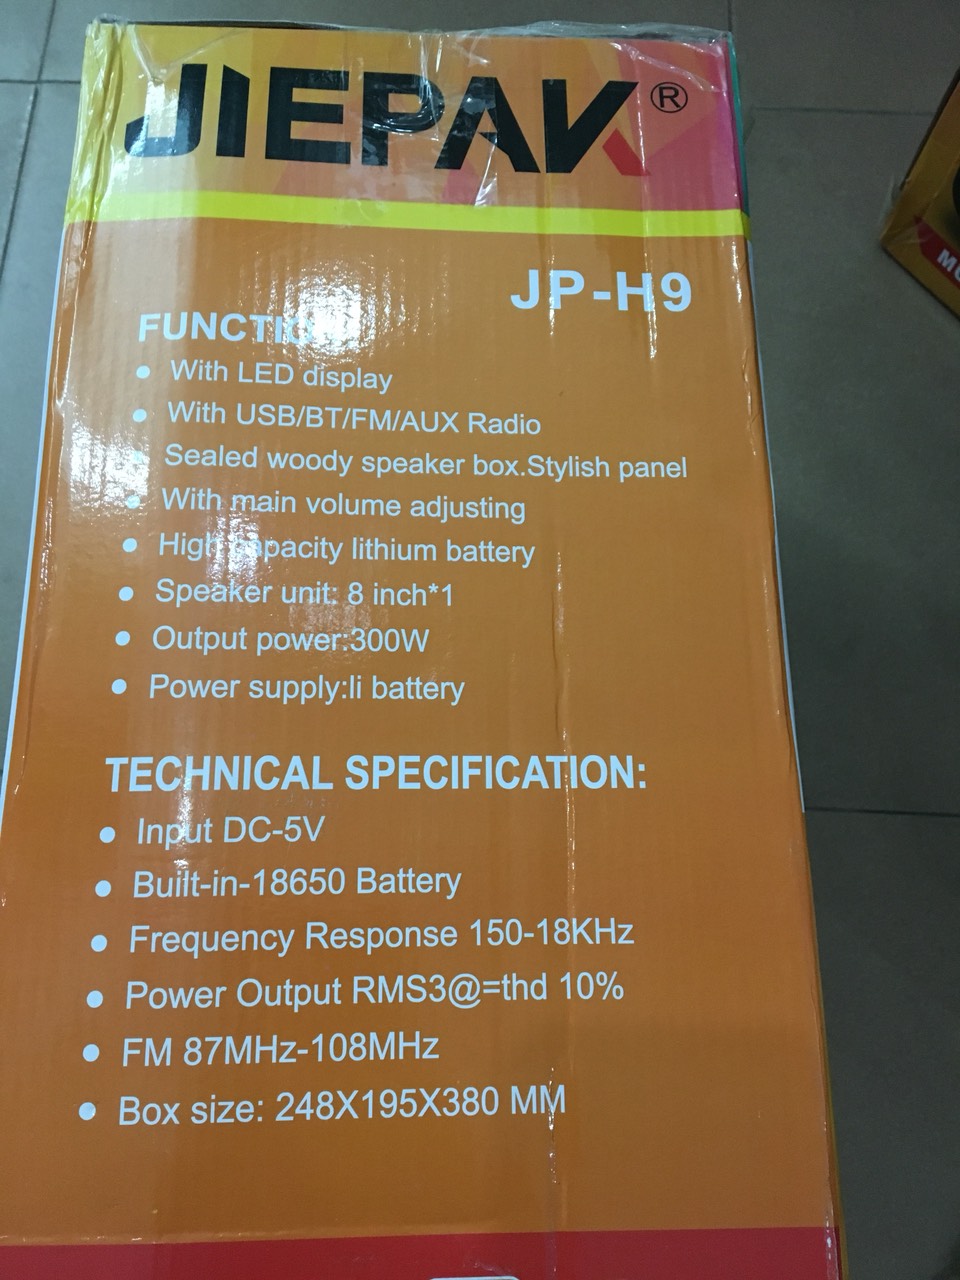 JIEPAK®
JP-H9
With LED display
With USB/BT/FM/AUX Radio
Sealed woody speaker box.Stylish panel
With main volume adjusting
High capacity lithium battery
Speaker unit: 8 inch*1
Output power:300W
Power supply:li battery
TECHNICAL SPECIFICATION:
Input DC-5V
Built-in-18650 Battery
Frequency Response 150-18KHz
Power Output RMS3@=thd 10%
FM 87MHz-108MHz
Box size: 248X195X380 MM